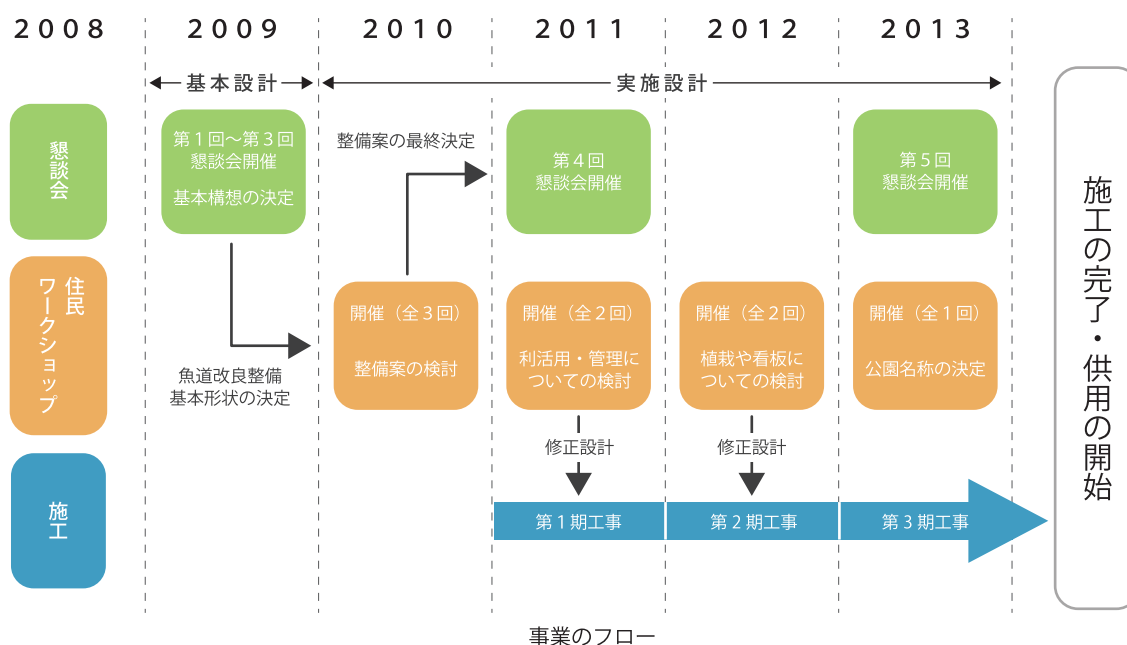 2008
2009
2010
2011
2012
2013
基本設計
実施設計
懇談会
第1回～第3回
懇談会開催
基本構想の決定
整備案の最終決定
第4回
懇談会開催
第5回
懇談会開催
住民
ワークショップ
魚道改良整備
基本形状の決定
開催（全3回）
整備案の検討
開催（全2回）
利活用・管理に
ついての検討
開催（全2回）
植栽や看板に
ついての検討
開催（全1回）
公園名称の決定
修正設計
修正設計
施工
第1期工事
第2期工事
第3期工事
施工の完了・供用の開始
事業のフロー